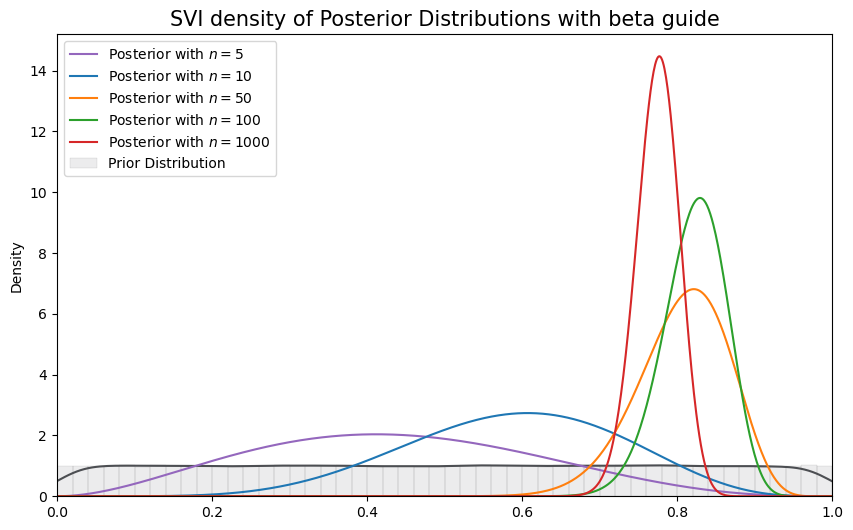 SVI density of Posterior Distributions with beta guide
Posterior with n = 5
Posterior with n = 10
Posterior with n = 50
Posterior with n = 100
Posterior with n = 1000
Prior Distribution
Density
14
12
10
8
6
4
2
0
0.0 0.2 0.4 0.6 0.8 1.0